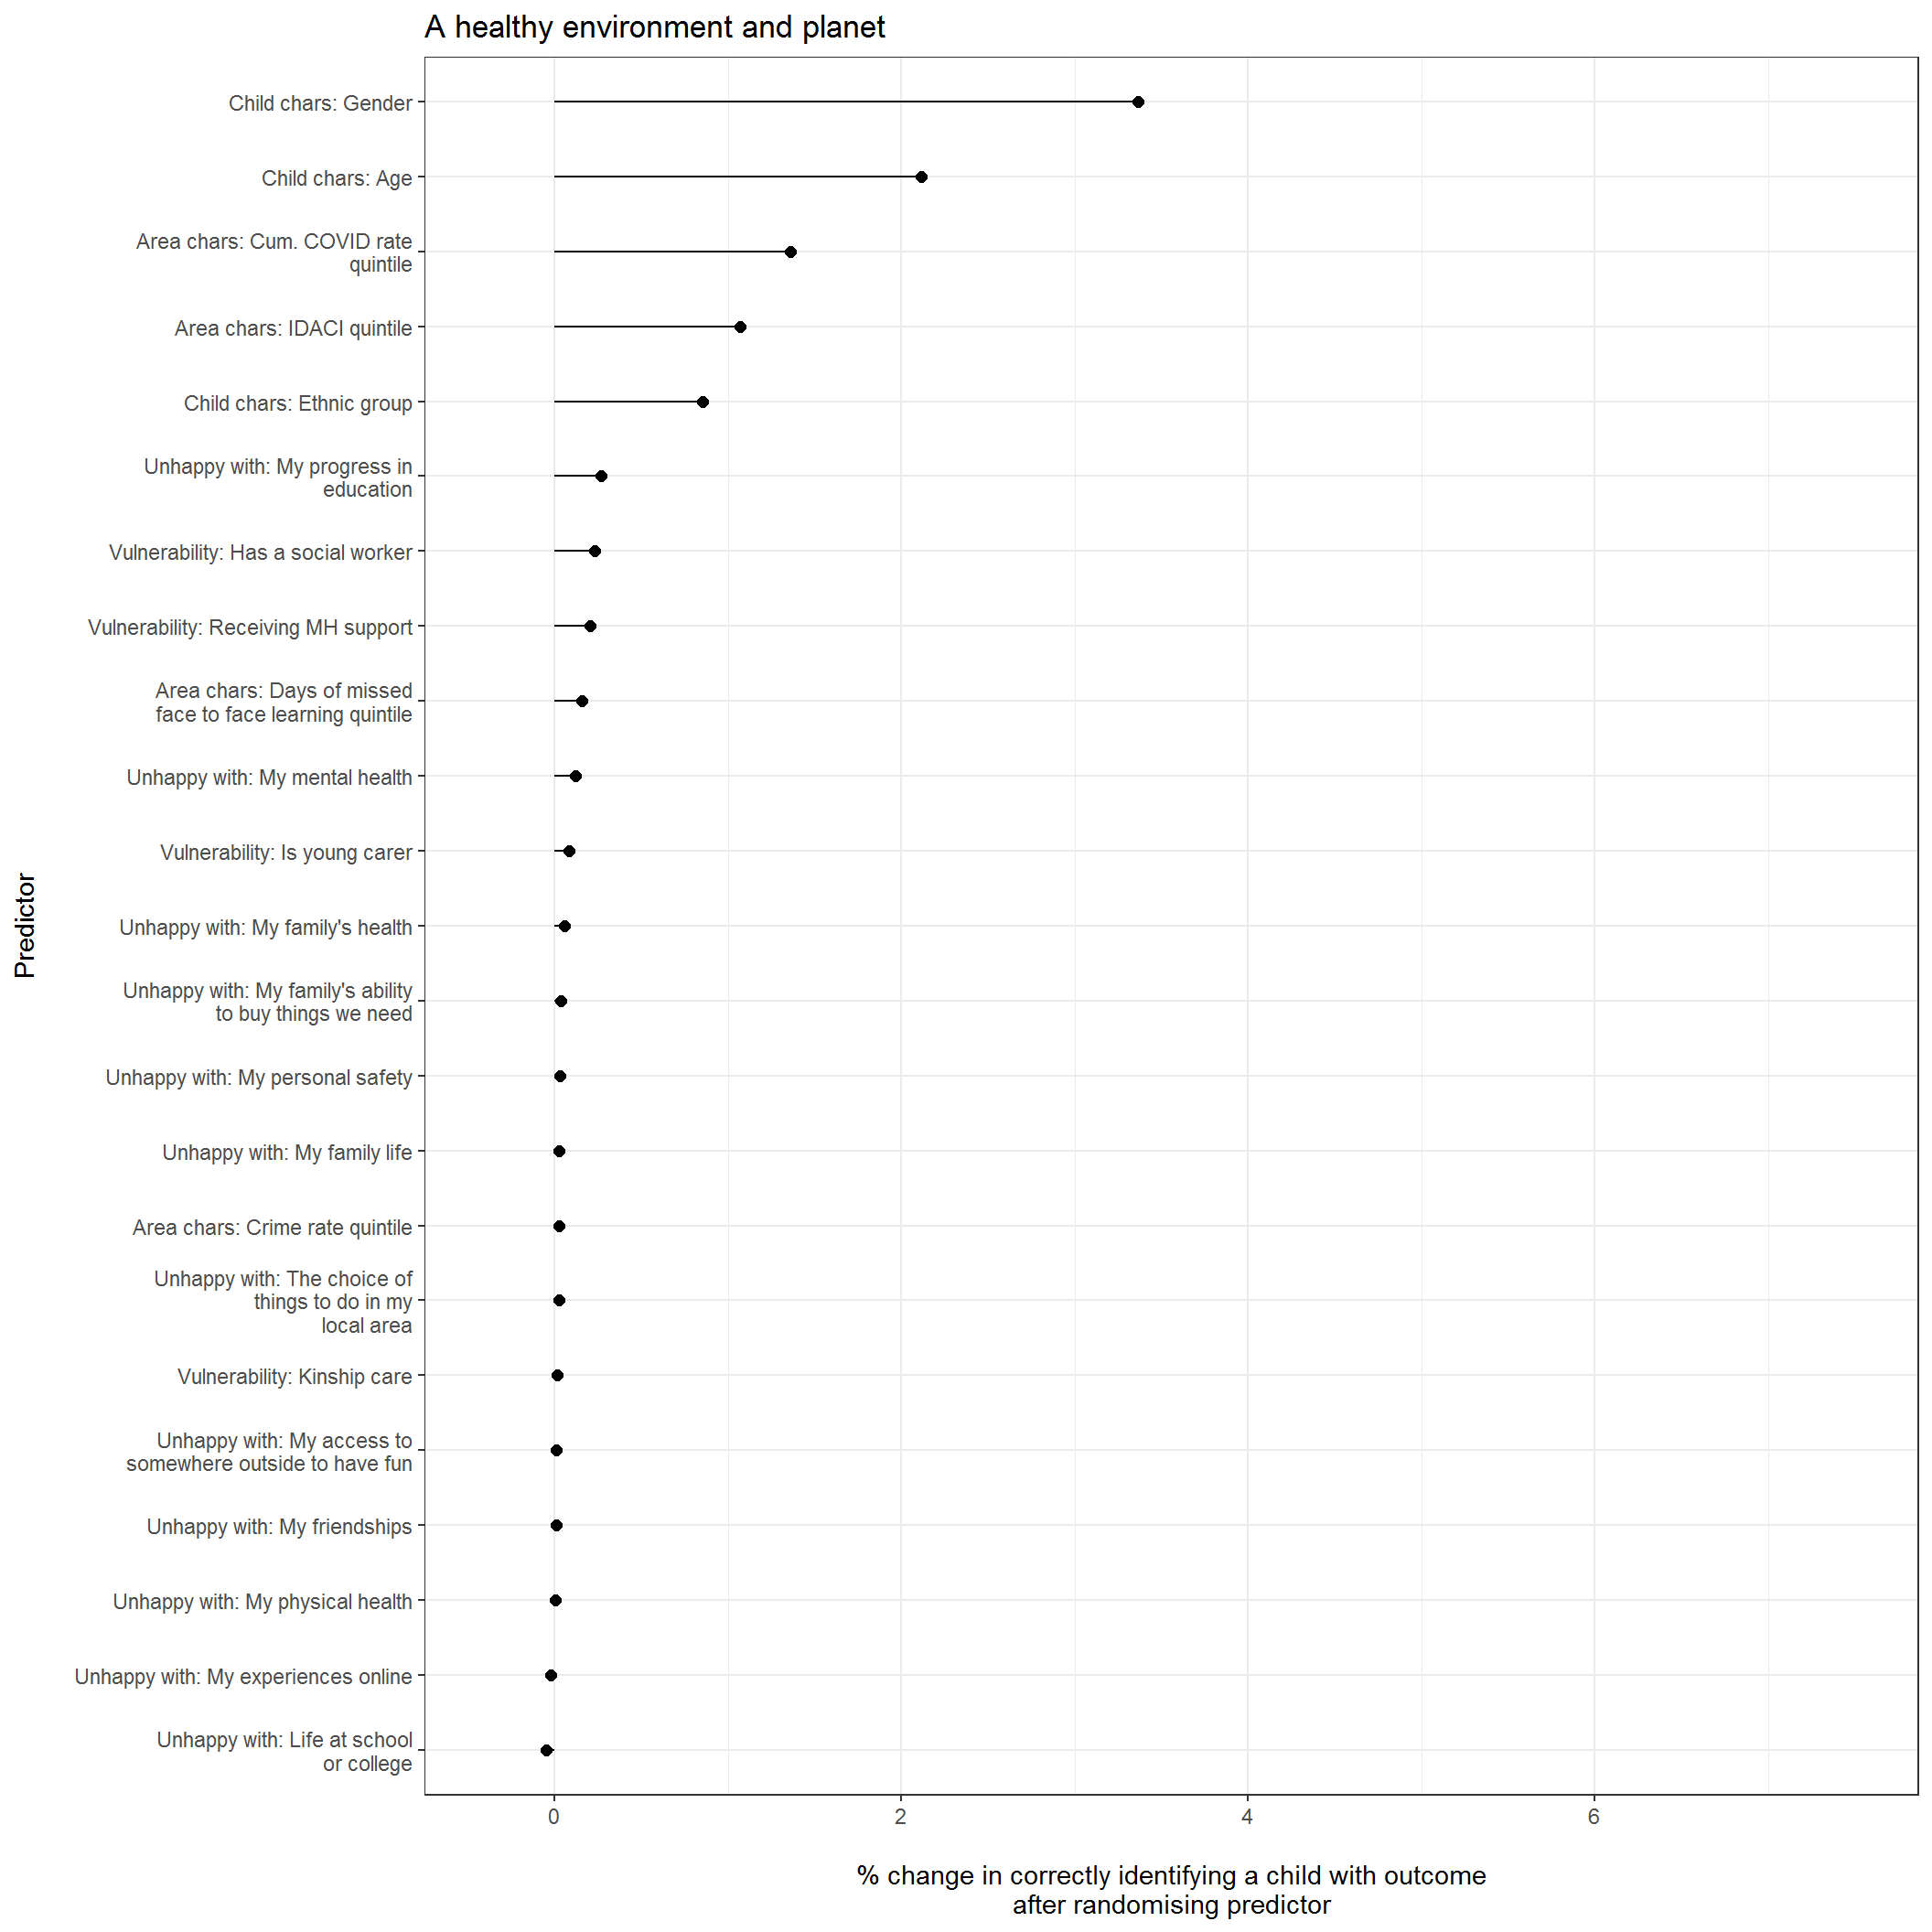 A healthy environment and planet
Child chars: Gender
Child chars: Age
Area chars: Cum. COVID rate
quintile
Area chars: IDACI quintile
Child chars: Ethnic group
Unhappy with: My progress in
education
Vulnerability: Has a social worker
Vulnerability: Receiving MH support
Area chars: Days of missed
face to face learning quintile
Unhappy with: My mental health
Vulnerability: Is young carer
Unhappy with: My family's health
Unhappy with: My family's ability
to buy things we need
Unhappy with: My personal safety
Unhappy with: My family life
Area chars: Crime rate quintile
Unhappy with: The choice of
things to do in my
local area
Vulnerability: Kinship care
Unhappy with: My access to
somewhere outside to have fun
Unhappy with: My friendships
Unhappy with: My physical health
Unhappy with: My experiences online
Unhappy with: Life at school
or college
Predictor
0 2 4 6
% change in correctly identifying a child with outcome
after randomising predictor